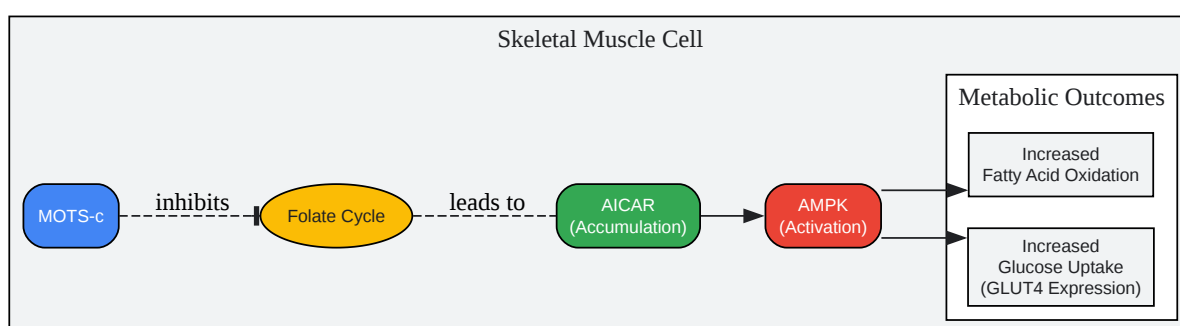 Skeletal Muscle Cell
Metabolic Outcomes
MOTS-c
inhibits
Folate Cycle
leads to
AICAR
(Accumulation)
AMPK
(Activation)
Increased
Fatty Acid Oxidation
Increased
Glucose Uptake
(GLUT4 Expression)